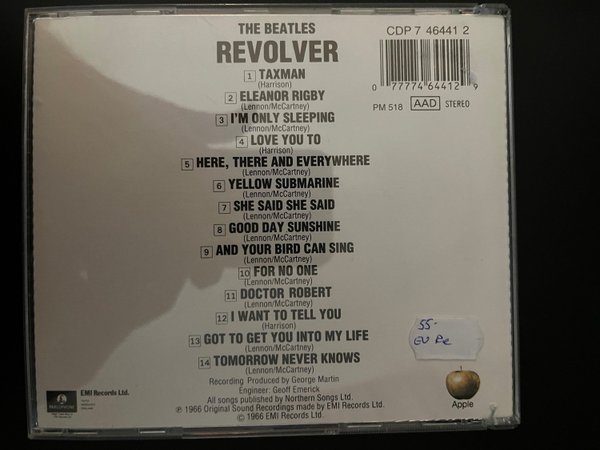 THE BEATLES
REVOLVER
CDP 7 46441 2
0 77774 64412 9
PM 518 AAD STEREO
1 TAXMAN
(Harrison)
2 ELEANOR RIGBY
(Lennon/McCartney)
3 I'M ONLY SLEEPING
(Lennon/McCartney)
4 LOVE YOU TO
(Harrison)
5 HERE, THERE AND EVERYWHERE
(Lennon/McCartney)
6 YELLOW SUBMARINE
(Lennon/McCartney)
7 SHE SAID SHE SAID
(Lennon/McCartney)
8 GOOD DAY SUNSHINE
(Lennon/McCartney)
9 AND YOUR BIRD CAN SING
(Lennon/McCartney)
10 FOR NO ONE
(Lennon/McCartney)
11 DOCTOR ROBERT
(Lennon/McCartney)
12 I WANT TO TELL YOU
(Harrison)
13 GOT TO GET YOU INTO MY LIFE
(Lennon/McCartney)
14 TOMORROW NEVER KNOWS
(Lennon/McCartney)
Recording Produced by George Martin
Engineer: Geoff Emerick
All songs published by Northern Songs Ltd.
℗ 1966 Original Sound Recordings made by EMI Records Ltd.
© 1966 EMI Records Ltd.
PARLOPHONE
EMI Records Ltd.
55.-
Apple